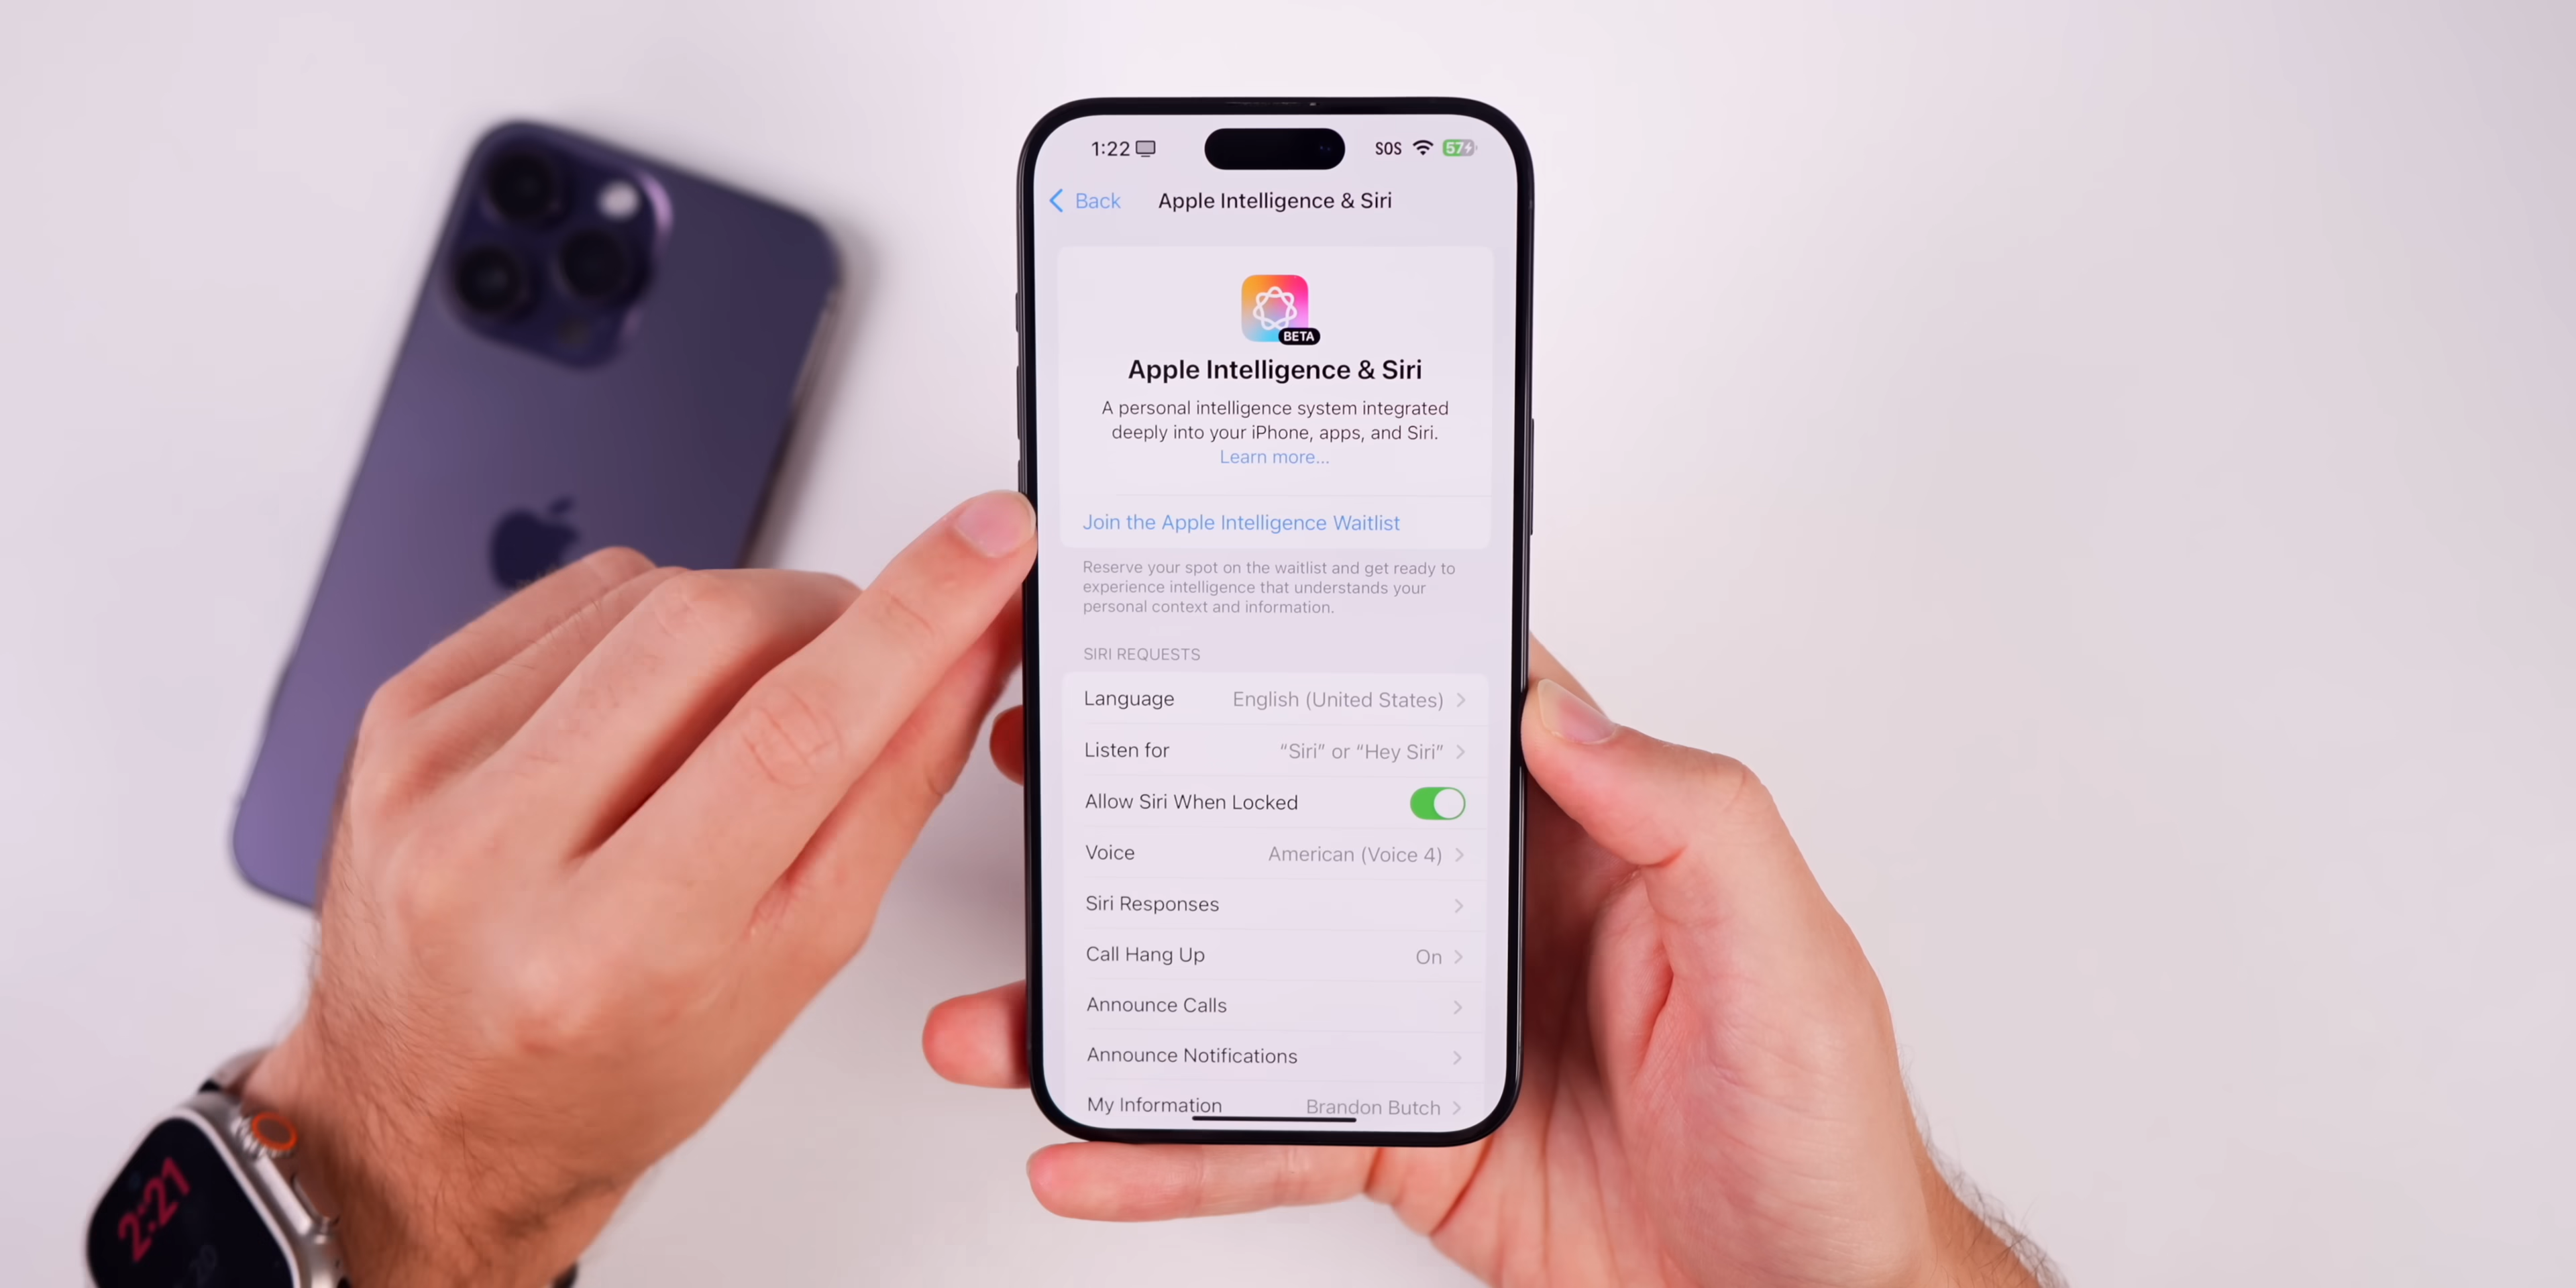 1:22
SOS
57
Back
Apple Intelligence & Siri
BETA
Apple Intelligence & Siri
A personal intelligence system integrated
deeply into your iPhone, apps, and Siri.
Learn more...
Join the Apple Intelligence Waitlist
Reserve your spot on the waitlist and get ready to
experience intelligence that understands your
personal context and information.
SIRI REQUESTS
Language English (United States)
Listen for “Siri” or “Hey Siri”
Allow Siri When Locked
Voice American (Voice 4)
Siri Responses
Call Hang Up On
Announce Calls
Announce Notifications
My Information Brandon Butch
2:21
20